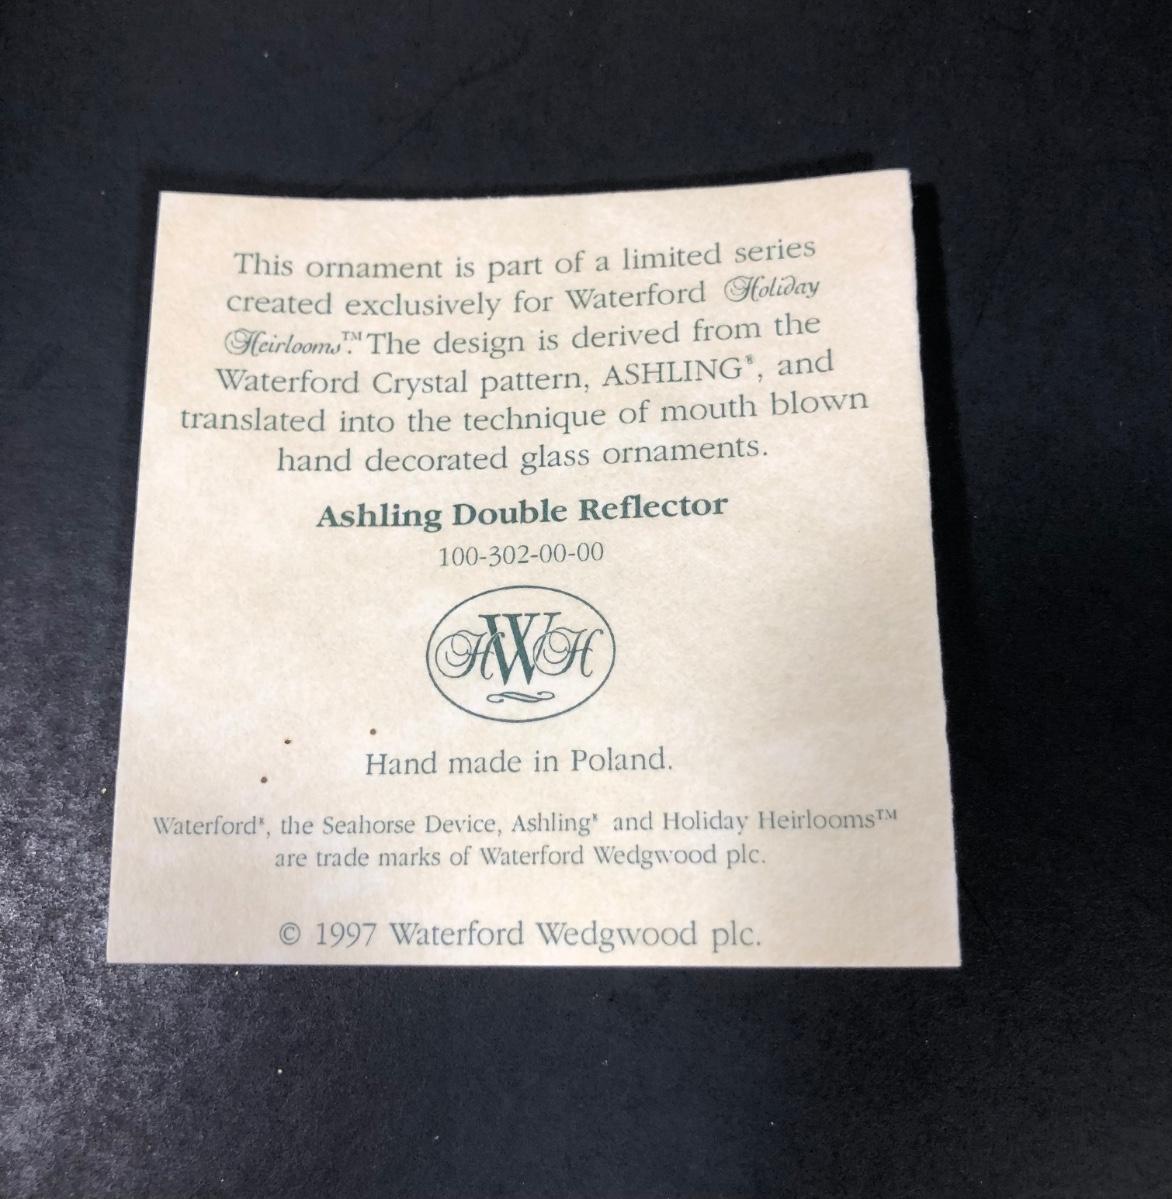 This ornament is part of a limited series
created exclusively for Waterford Holiday
Heirlooms™. The design is derived from the
Waterford Crystal pattern, ASHLING®, and
translated into the technique of mouth blown
hand decorated glass ornaments.
Ashling Double Reflector
100-302-00-00
HWH
Hand made in Poland.
Waterford®, the Seahorse Device, Ashling® and Holiday Heirlooms™
are trade marks of Waterford Wedgwood plc.
© 1997 Waterford Wedgwood plc.